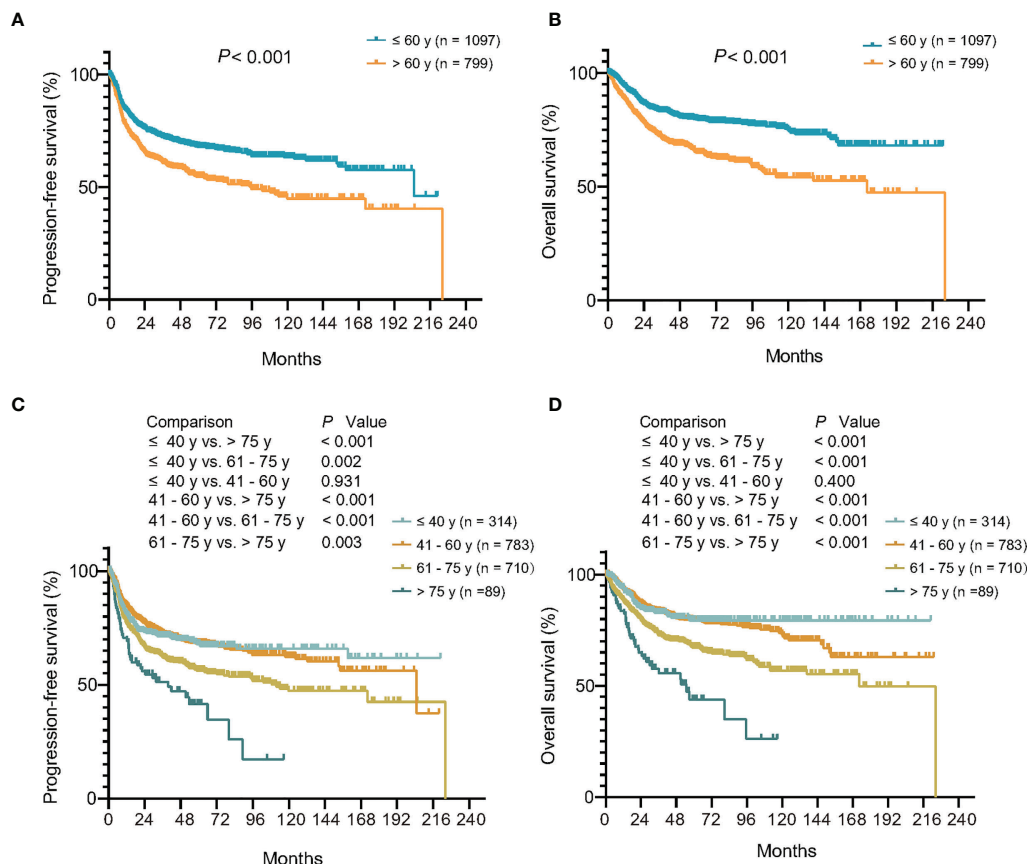 A
P< 0.001
≤ 60 y (n = 1097)
> 60 y (n = 799)
Progression-free survival (%)
100
50
0
0 24 48 72 96 120 144 168 192 216 240
Months
B
P < 0.001
≤ 60 y (n = 1097)
> 60 y (n = 799)
Overall survival (%)
100
50
0
0 24 48 72 96 120 144 168 192 216 240
Months
C
Comparison P Value
≤ 40 y vs. > 75 y < 0.001
≤ 40 y vs. 61 - 75 y 0.002
≤ 40 y vs. 41 - 60 y 0.931
41 - 60 y vs. > 75 y < 0.001
41 - 60 y vs. 61 - 75 y < 0.001
61 - 75 y vs. > 75 y 0.003
≤ 40 y (n = 314)
41 - 60 y (n = 783)
61 - 75 y (n = 710)
> 75 y (n =89)
Progression-free survival (%)
100
50
0
0 24 48 72 96 120 144 168 192 216 240
Months
D
Comparison P Value
≤ 40 y vs. > 75 y < 0.001
≤ 40 y vs. 61 - 75 y < 0.001
≤ 40 y vs. 41 - 60 y 0.400
41 - 60 y vs. > 75 y < 0.001
41 - 60 y vs. 61 - 75 y < 0.001
61 - 75 y vs. > 75 y < 0.001
≤ 40 y (n = 314)
41 - 60 y (n = 783)
61 - 75 y (n = 710)
> 75 y (n =89)
Overall survival (%)
100
50
0
0 24 48 72 96 120 144 168 192 216 240
Months